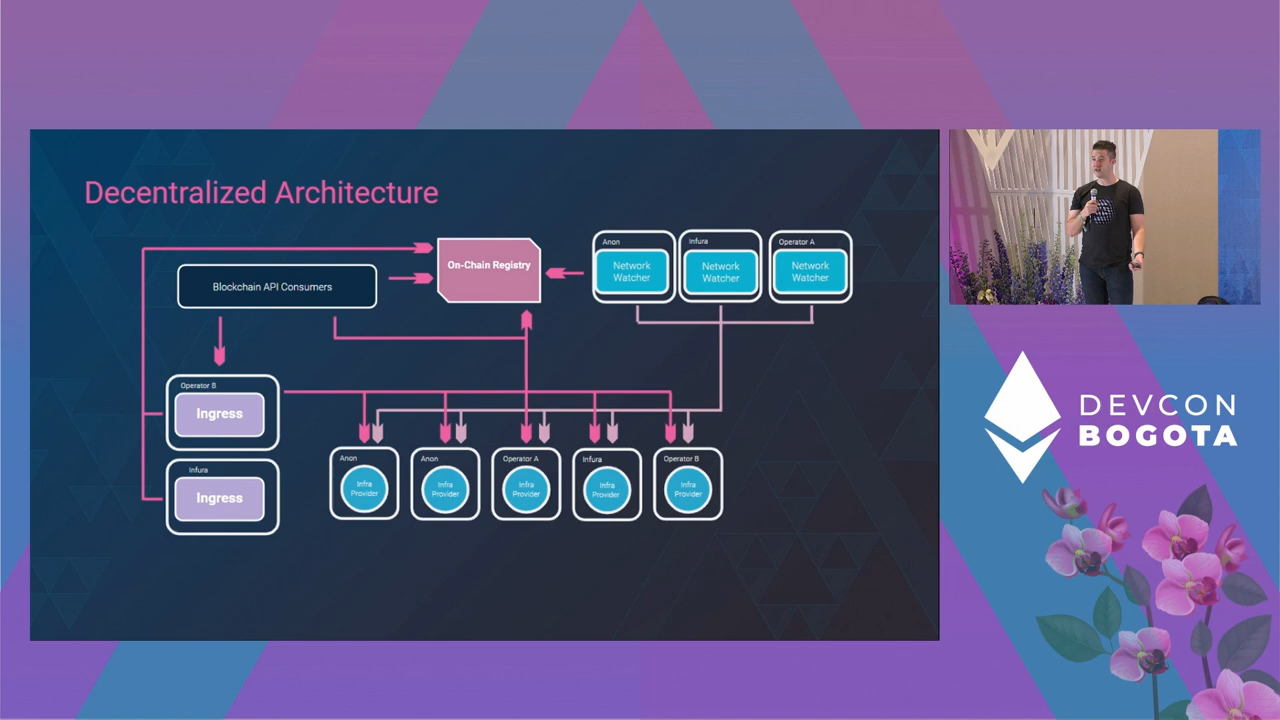 Decentralized Architecture
Blockchain API Consumers
On-Chain Registry
Anon
Network
Watcher
Infura
Network
Watcher
Operator A
Network
Watcher
Operator B
Ingress
Infura
Ingress
Anon
Infra
Provider
Anon
Infra
Provider
Operator A
Infra
Provider
Infura
Infra
Provider
Operator B
Infra
Provider
DEVCON
BOGOTA